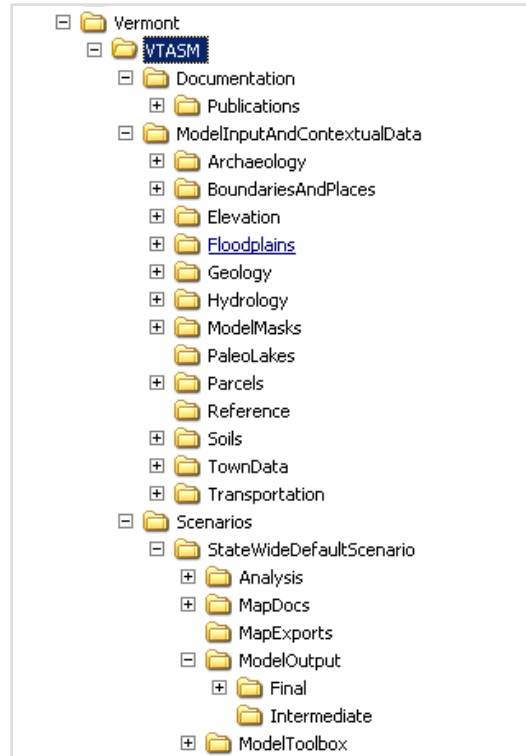 Vermont
VTASM
Documentation
Publications
ModelInputAndContextualData
Archaeology
BoundariesAndPlaces
Elevation
Floodplains
Geology
Hydrology
ModelMasks
PaleoLakes
Parcels
Reference
Soils
TownData
Transportation
Scenarios
StateWideDefaultScenario
Analysis
MapDocs
MapExports
ModelOutput
Final
Intermediate
ModelToolbox